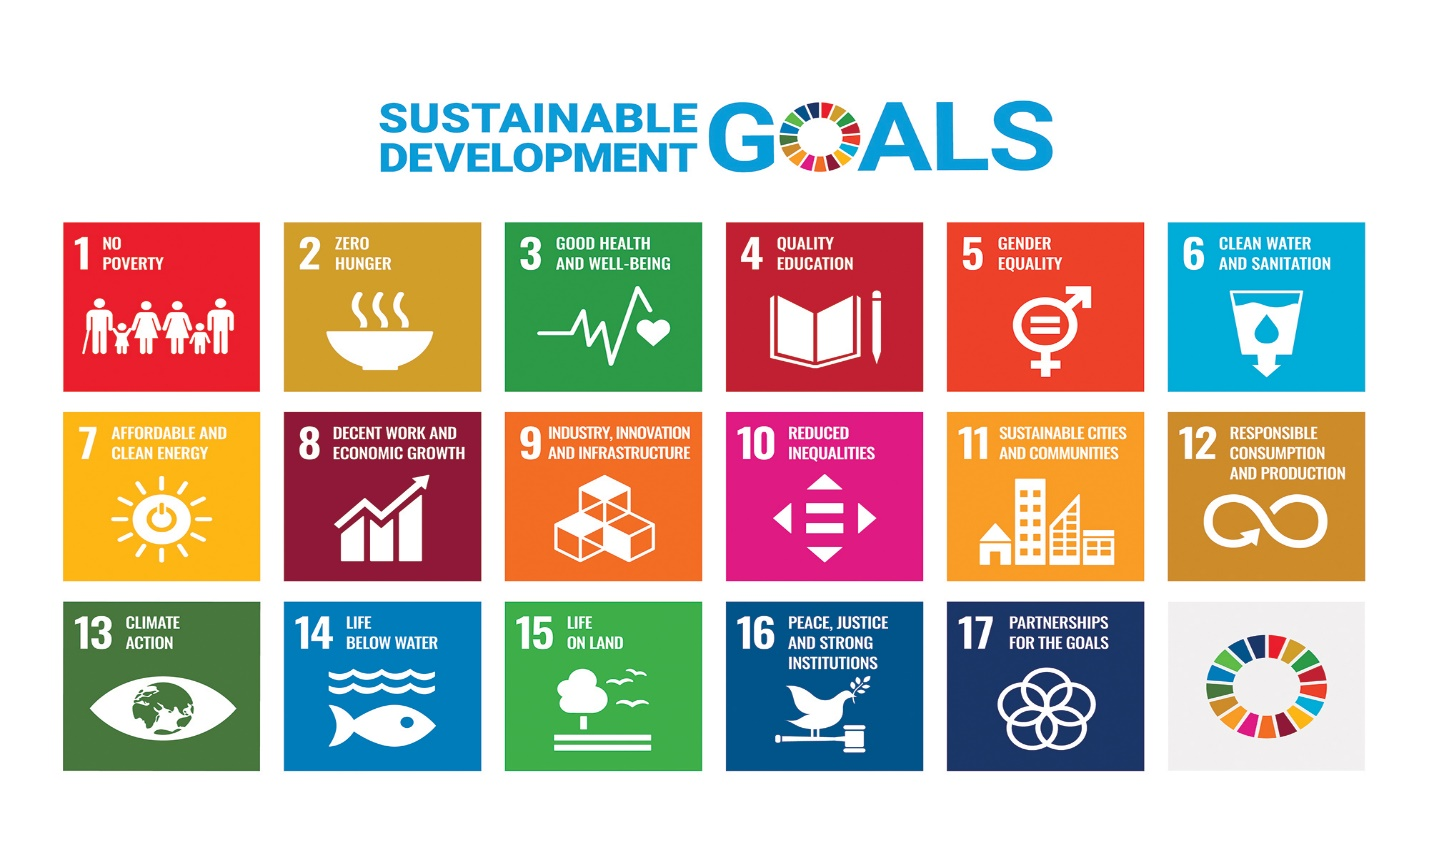 SUSTAINABLE
DEVELOPMENT
GOALS
1 NO
POVERTY
2 ZERO
HUNGER
3 GOOD HEALTH
AND WELL-BEING
4 QUALITY
EDUCATION
5 GENDER
EQUALITY
6 CLEAN WATER
AND SANITATION
7 AFFORDABLE AND
CLEAN ENERGY
8 DECENT WORK AND
ECONOMIC GROWTH
9 INDUSTRY, INNOVATION
AND INFRASTRUCTURE
10 REDUCED
INEQUALITIES
11 SUSTAINABLE CITIES
AND COMMUNITIES
12 RESPONSIBLE
CONSUMPTION
AND PRODUCTION
13 CLIMATE
ACTION
14 LIFE
BELOW WATER
15 LIFE
ON LAND
16 PEACE, JUSTICE
AND STRONG
INSTITUTIONS
17 PARTNERSHIPS
FOR THE GOALS